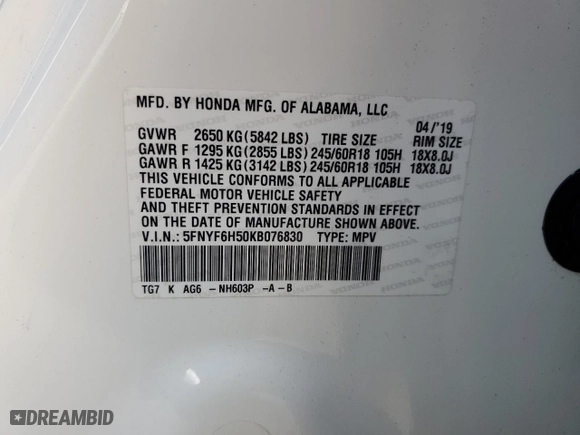 MFD. BY HONDA MFG. OF ALABAMA, LLC
04 /'19
GVWR 2650 KG (5842 LBS) TIRE SIZE RIM SIZE
GAWR F 1295 KG (2855 LBS) 245/60R18 105H 18X8.0J
GAWR R 1425 KG (3142 LBS) 245/60R18 105H 18X8.0J
THIS VEHICLE CONFORMS TO ALL APPLICABLE
FEDERAL MOTOR VEHICLE SAFETY
AND THEFT PREVENTION STANDARDS IN EFFECT
ON THE DATE OF MANUFACTURE SHOWN ABOVE.
V.I.N.: 5FNYF6H50KB076830 TYPE: MPV
TG7 K AG6 -NH603P -A-B
DREAMBID